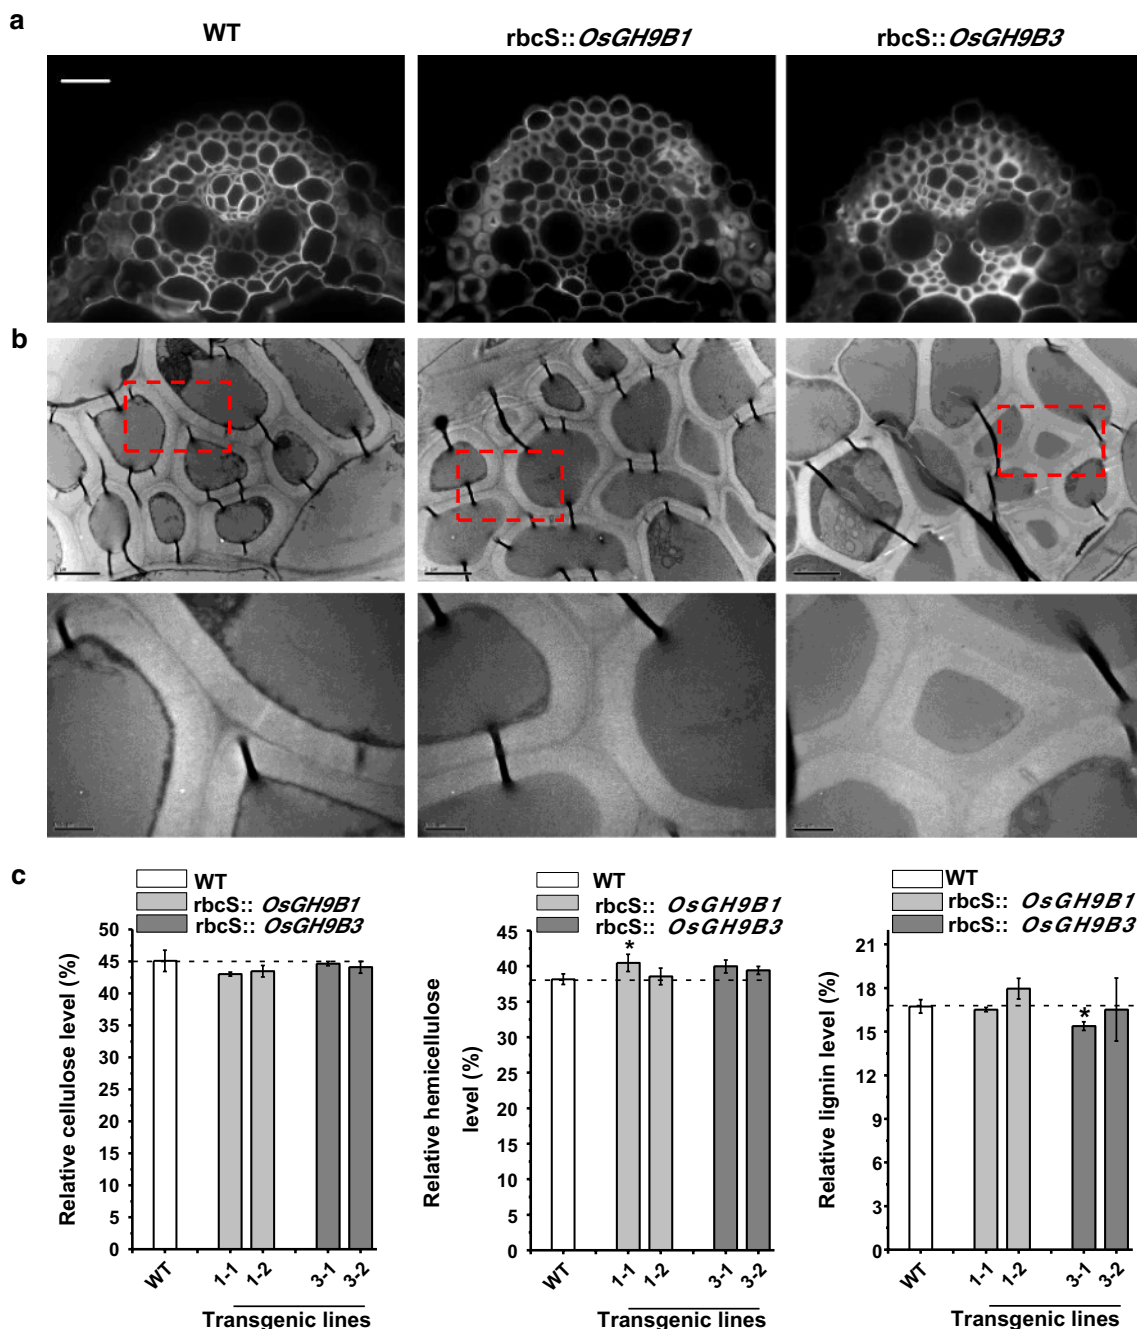 a
WT
rbcS::OsGH9B1
rbcS::OsGH9B3
b
c
WT
rbcS:: OsGH9B1
rbcS:: OsGH9B3
Relative cellulose level (%)
50
45
40
35
30
25
20
15
10
5
0
WT
1-1
1-2
3-1
3-2
Transgenic lines
WT
rbcS:: OsGH9B1
rbcS:: OsGH9B3
Relative hemicellulose
level (%)
45
40
35
30
25
20
15
10
5
0
*
WT
1-1
1-2
3-1
3-2
Transgenic lines
WT
rbcS:: OsGH9B1
rbcS:: OsGH9B3
Relative lignin level (%)
21
18
15
12
9
6
3
0
*
WT
1-1
1-2
3-1
3-2
Transgenic lines